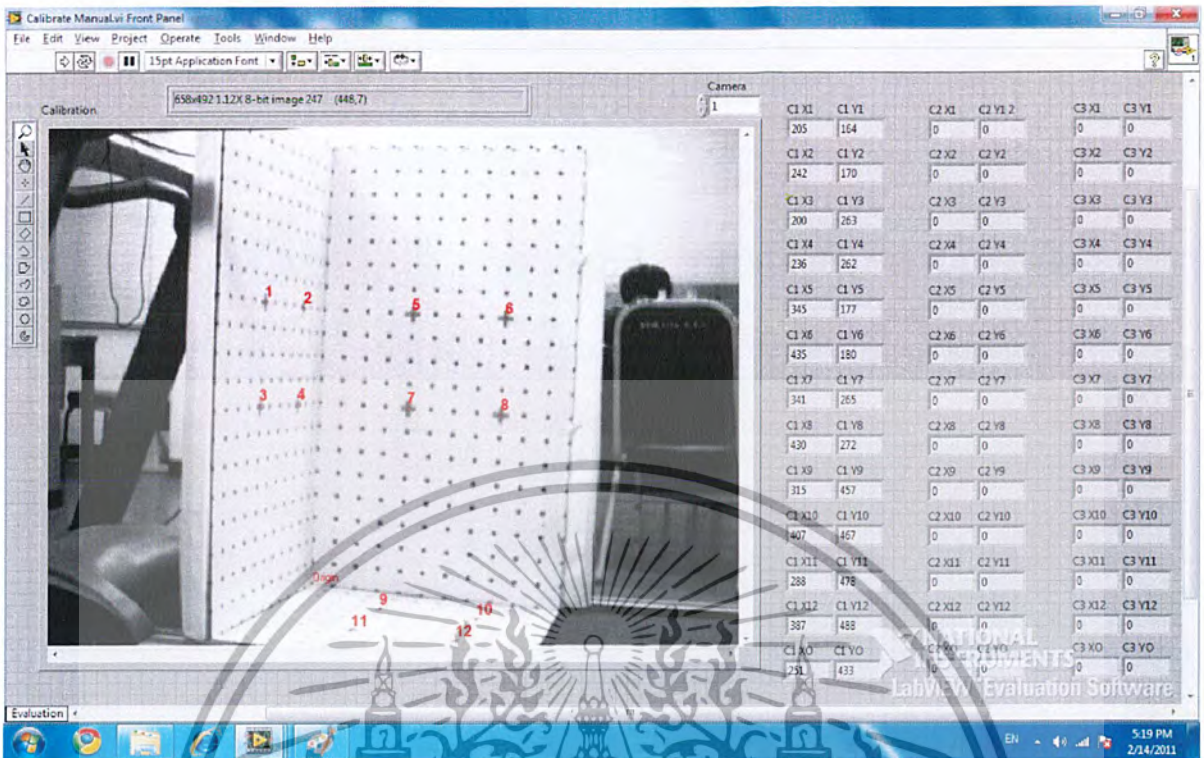 Calibrate Manual.vi Front Panel
File Edit View Project Operate Tools Window Help
15pt Application Font
Calibration
658x492 1.12X 8-bit image 247 (448,7)
Camera
1
C1 X1 C1 Y1 C2 X1 C2 Y1 2 C3 X1 C3 Y1
205 164 0 0 0 0
C1 X2 C1 Y2 C2 X2 C2 Y2 C3 X2 C3 Y2
242 170 0 0 0 0
C1 X3 C1 Y3 C2 X3 C2 Y3 C3 X3 C3 Y3
200 263 0 0 0 0
C1 X4 C1 Y4 C2 X4 C2 Y4 C3 X4 C3 Y4
236 262 0 0 0 0
C1 X5 C1 Y5 C2 X5 C2 Y5 C3 X5 C3 Y5
345 177 0 0 0 0
C1 X6 C1 Y6 C2 X6 C2 Y6 C3 X6 C3 Y6
435 180 0 0 0 0
C1 X7 C1 Y7 C2 X7 C2 Y7 C3 X7 C3 Y7
341 265 0 0 0 0
C1 X8 C1 Y8 C2 X8 C2 Y8 C3 X8 C3 Y8
430 272 0 0 0 0
C1 X9 C1 Y9 C2 X9 C2 Y9 C3 X9 C3 Y9
315 457 0 0 0 0
C1 X10 C1 Y10 C2 X10 C2 Y10 C3 X10 C3 Y10
407 467 0 0 0 0
C1 X11 C1 Y11 C2 X11 C2 Y11 C3 X11 C3 Y11
288 478 0 0 0 0
C1 X12 C1 Y12 C2 X12 C2 Y12 C3 X12 C3 Y12
387 488 0 0 0 0
C1 XO C1 YO C2 XO C2 YO C3 XO C3 YO
251 433 0 0 0 0
1 2 5 6
3 4 7 8
Origin
9 10
11 12
NATIONAL
INSTRUMENTS
LabVIEW Evaluation Software
Evaluation
EN
5:19 PM
2/14/2011